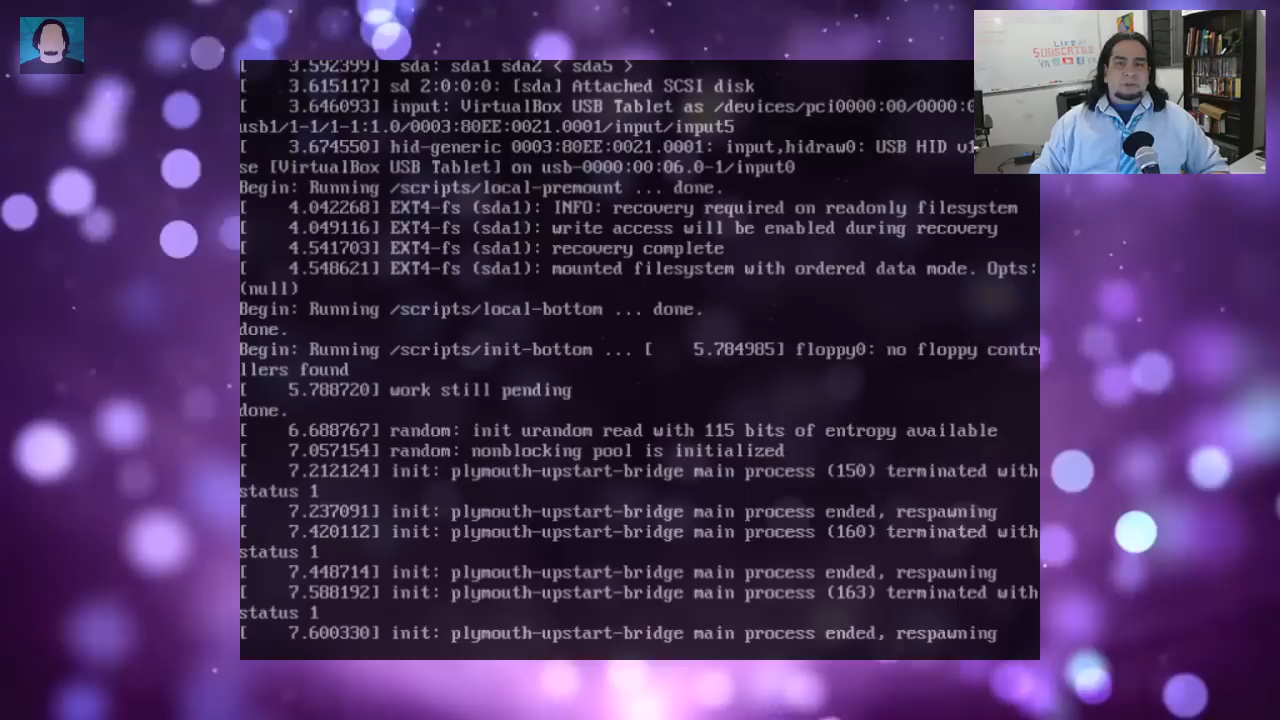 [    3.592399]  sda: sda1 sda2 < sda5 >
[    3.615117] sd 2:0:0:0: [sda] Attached SCSI disk
[    3.646093] input: VirtualBox USB Tablet as /devices/pci0000:00/0000:0
usb1/1-1/1-1:1.0/0003:80EE:0021.0001/input/input5
[    3.674550] hid-generic 0003:80EE:0021.0001: input,hidraw0: USB HID v1
se [VirtualBox USB Tablet] on usb-0000:00:06.0-1/input0
Begin: Running /scripts/local-premount ... done.
[    4.042268] EXT4-fs (sda1): INFO: recovery required on readonly filesystem
[    4.049116] EXT4-fs (sda1): write access will be enabled during recovery
[    4.541703] EXT4-fs (sda1): recovery complete
[    4.548621] EXT4-fs (sda1): mounted filesystem with ordered data mode. Opts:
(null)
Begin: Running /scripts/local-bottom ... done.
done.
Begin: Running /scripts/init-bottom ... [    5.784985] floppy0: no floppy contro
llers found
[    5.788720] work still pending
done.
[    6.688767] random: init urandom read with 115 bits of entropy available
[    7.057154] random: nonblocking pool is initialized
[    7.212124] init: plymouth-upstart-bridge main process (150) terminated with
status 1
[    7.237091] init: plymouth-upstart-bridge main process ended, respawning
[    7.420112] init: plymouth-upstart-bridge main process (160) terminated with
status 1
[    7.448714] init: plymouth-upstart-bridge main process ended, respawning
[    7.588192] init: plymouth-upstart-bridge main process (163) terminated with
status 1
[    7.600330] init: plymouth-upstart-bridge main process ended, respawning
LIKE
SUBSCRIB
YA
YA